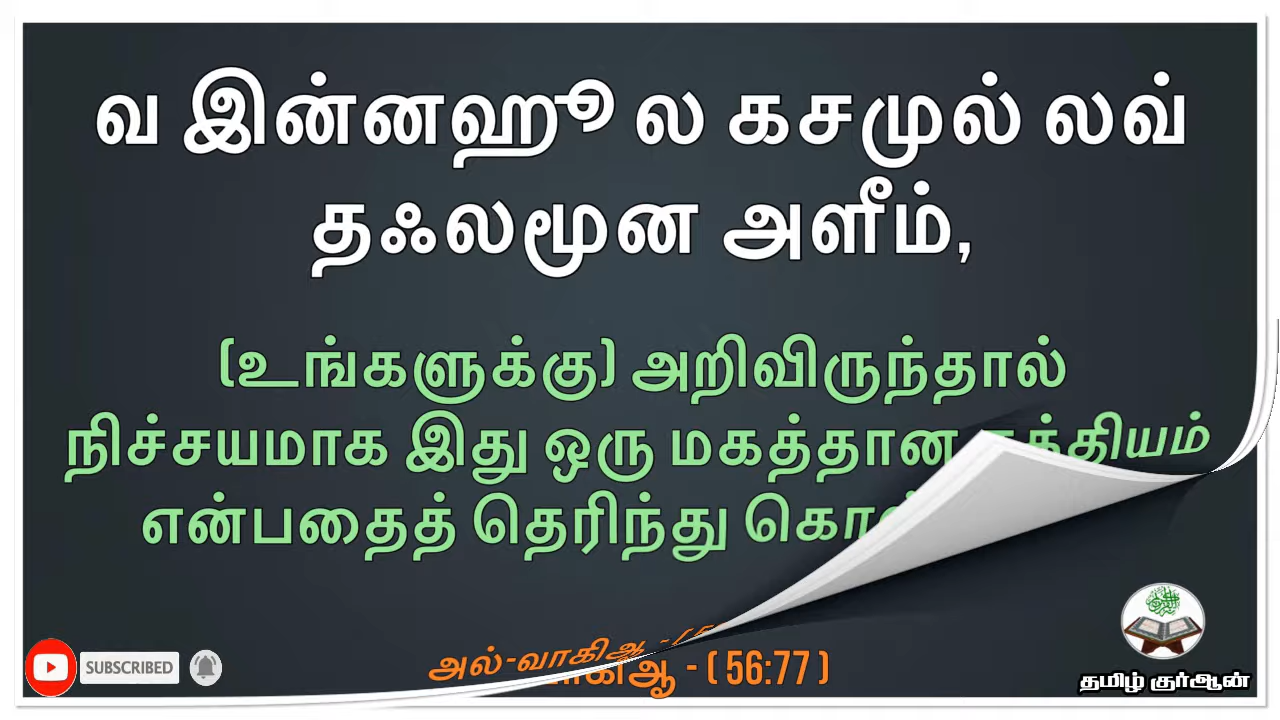 வ இன்னஹூ ல கசமுல் லவ்
தஃலமூன அளீம்,
(உங்களுக்கு) அறிவிருந்தால்
நிச்சயமாக இது ஒரு மகத்தான
என்பதைத் தெரிந்து
அல்-வாகிஆ - (
- ( 56:77 )
SUBSCRIBED
தமிழ் குர்ஆன்